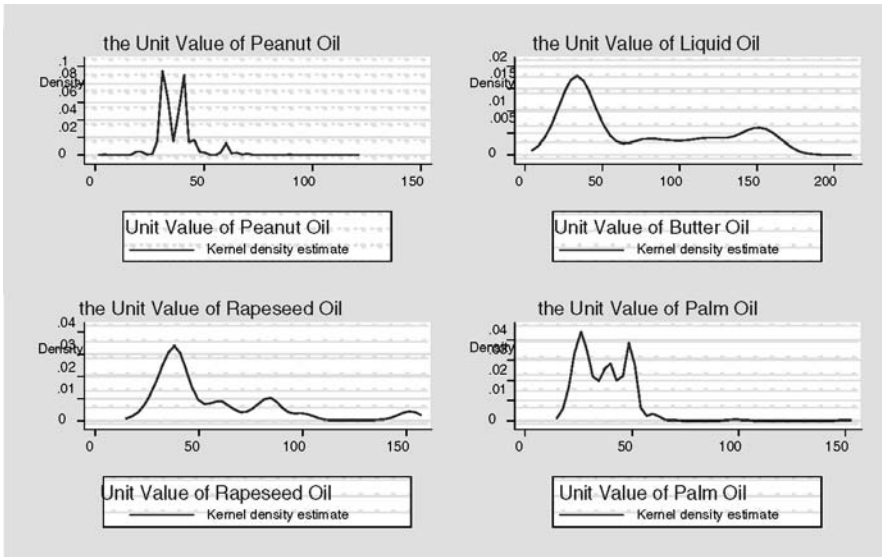 the Unit Value of Peanut Oil
.1
.08
Density
.06
.04
.02
0
0 50 100 150
Unit Value of Peanut Oil
Kernel density estimate
the Unit Value of Liquid Oil
.02
.015
Density
.01
.005
0
0 50 100 150 200
Unit Value of Butter Oil
Kernel density estimate
the Unit Value of Rapeseed Oil
.04
.03
Density
.02
.01
0
0 50 100 150
Unit Value of Rapeseed Oil
Kernel density estimate
the Unit Value of Palm Oil
.04
.03
Density
.02
.01
0
0 50 100 150
Unit Value of Palm Oil
Kernel density estimate